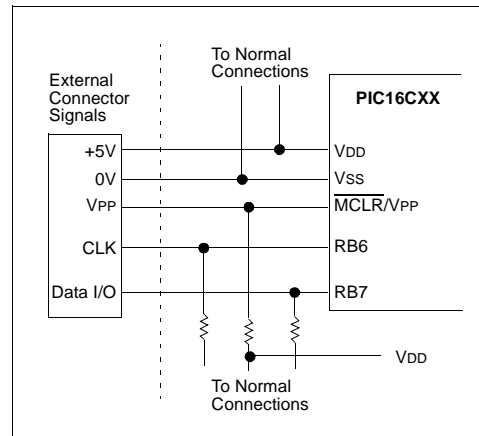 To Normal
Connections
External
Connector
Signals
PIC16CXX
+5V
VDD
0V
VSS
VPP
MCLR/VPP
CLK
RB6
Data I/O
RB7
VDD
To Normal
Connections